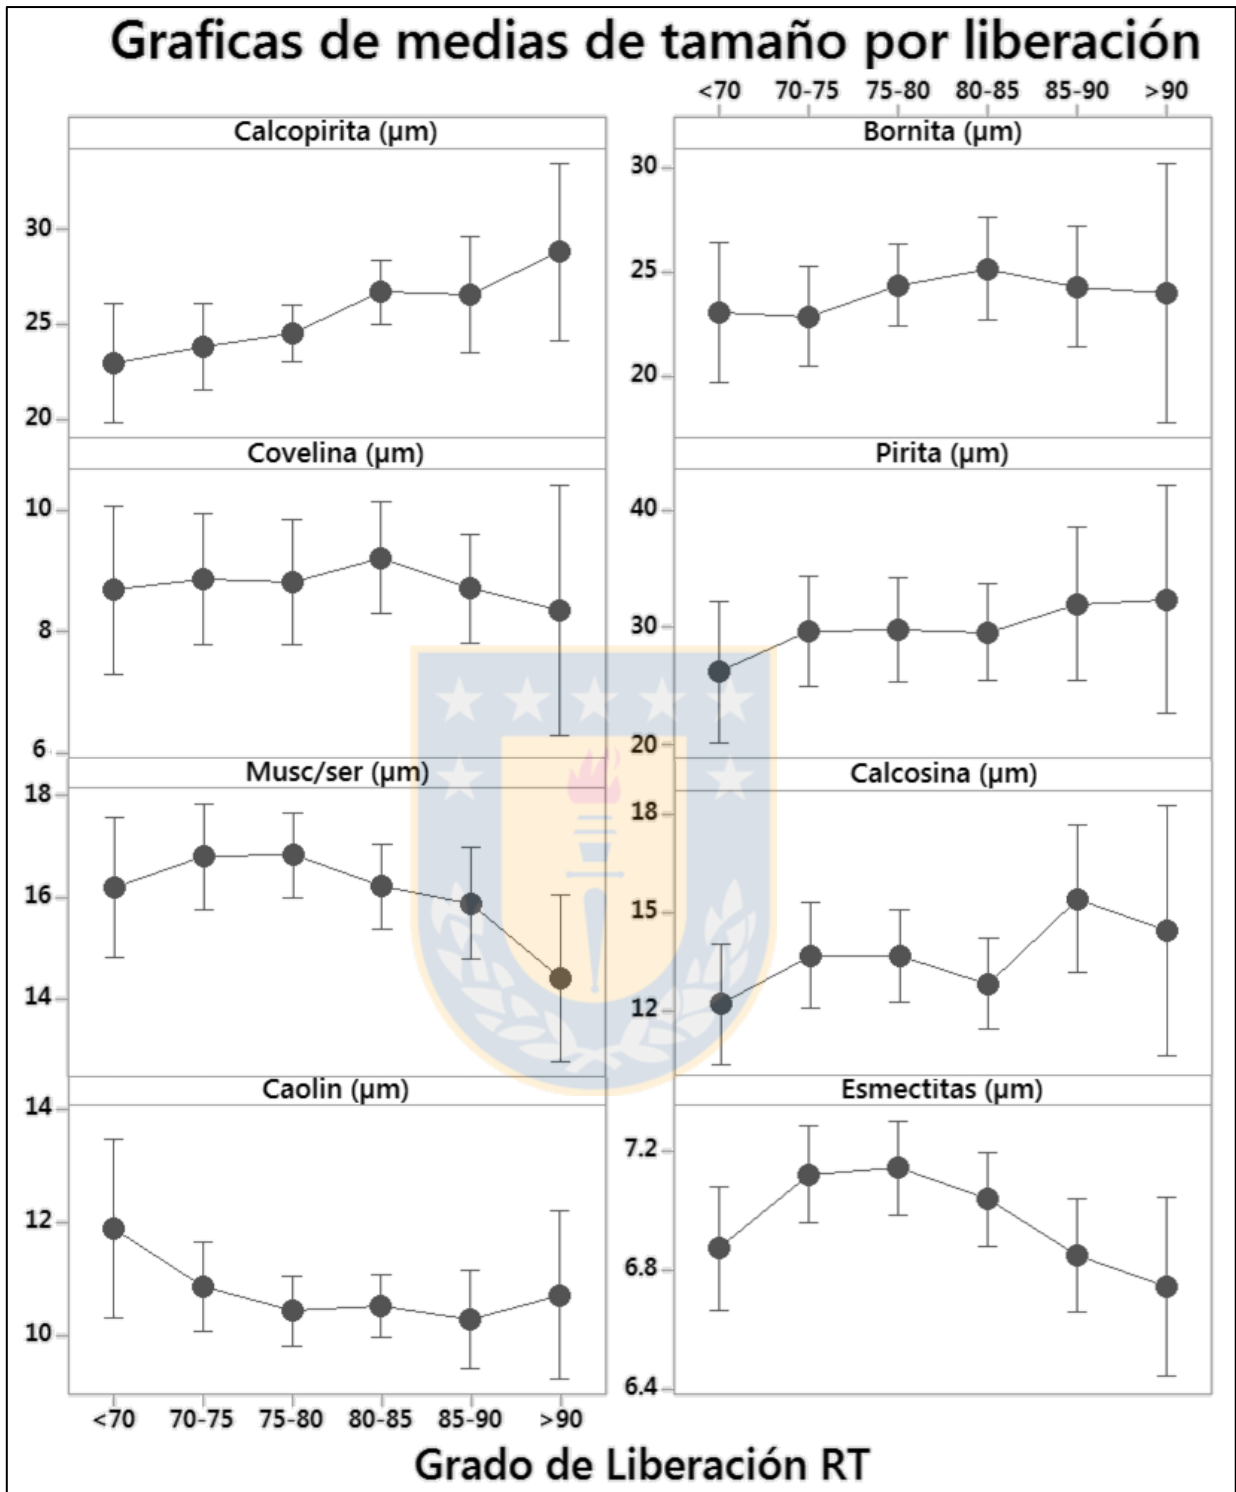 Graficas de medias de tamaño por liberación
<70 70-75 75-80 80-85 85-90 >90
Calcopirita (µm)
30
25
20
Bornita (µm)
30
25
20
Covelina (µm)
10
8
6
Pirita (µm)
40
30
20
Musc/ser (µm)
18
16
14
Calcosina (µm)
18
15
12
Caolin (µm)
14
12
10
Esmectitas (µm)
7.2
6.8
6.4
<70 70-75 75-80 80-85 85-90 >90
Grado de Liberación RT